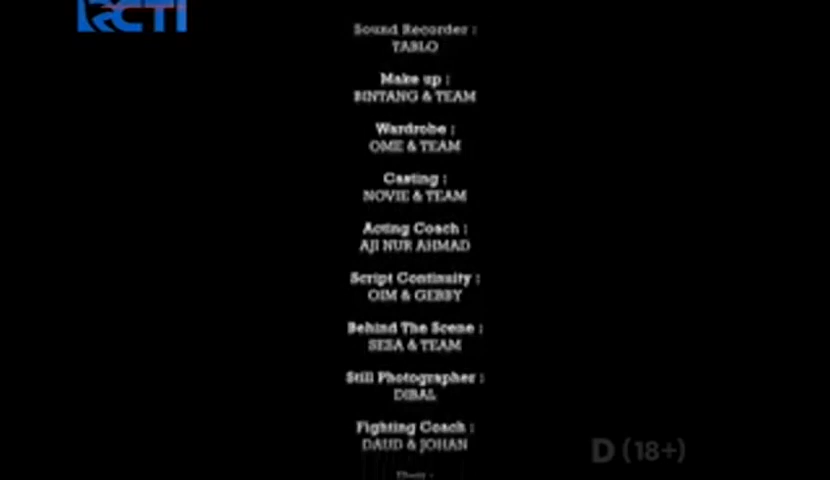 RCTI
Sound Recorder :
TABLO
Make up :
BINTANG & TEAM
Wardrobe :
OME & TEAM
Casting :
NOVIE & TEAM
Acting Coach :
AJI NUR AHMAD
Script Continuity :
OIM & GEBBY
Behind The Scene :
SESA & TEAM
Still Photographer :
DIBAL
Fighting Coach :
DAUD & JOHAN
D (18+)